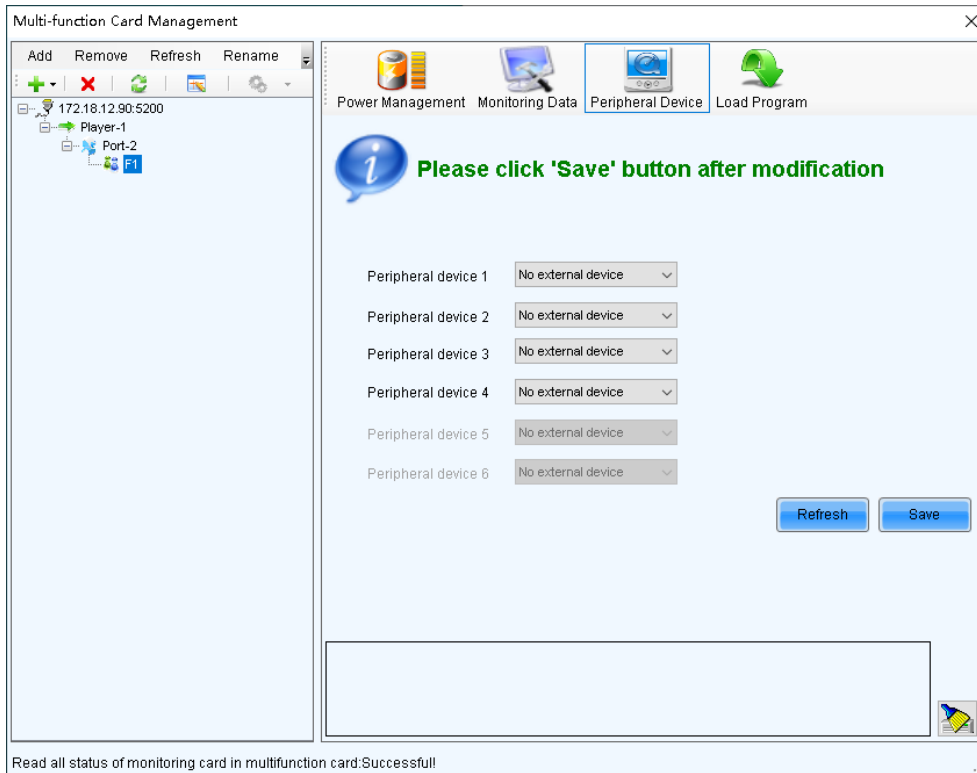 Multi-function Card Management
Add Remove Refresh Rename
172.18.12.90:5200
Player-1
Port-2
F1
Power Management Monitoring Data Peripheral Device Load Program
Please click 'Save' button after modification
Peripheral device 1 No external device
Peripheral device 2 No external device
Peripheral device 3 No external device
Peripheral device 4 No external device
Peripheral device 5 No external device
Peripheral device 6 No external device
Refresh Save
Read all status of monitoring card in multifunction card:Successful!